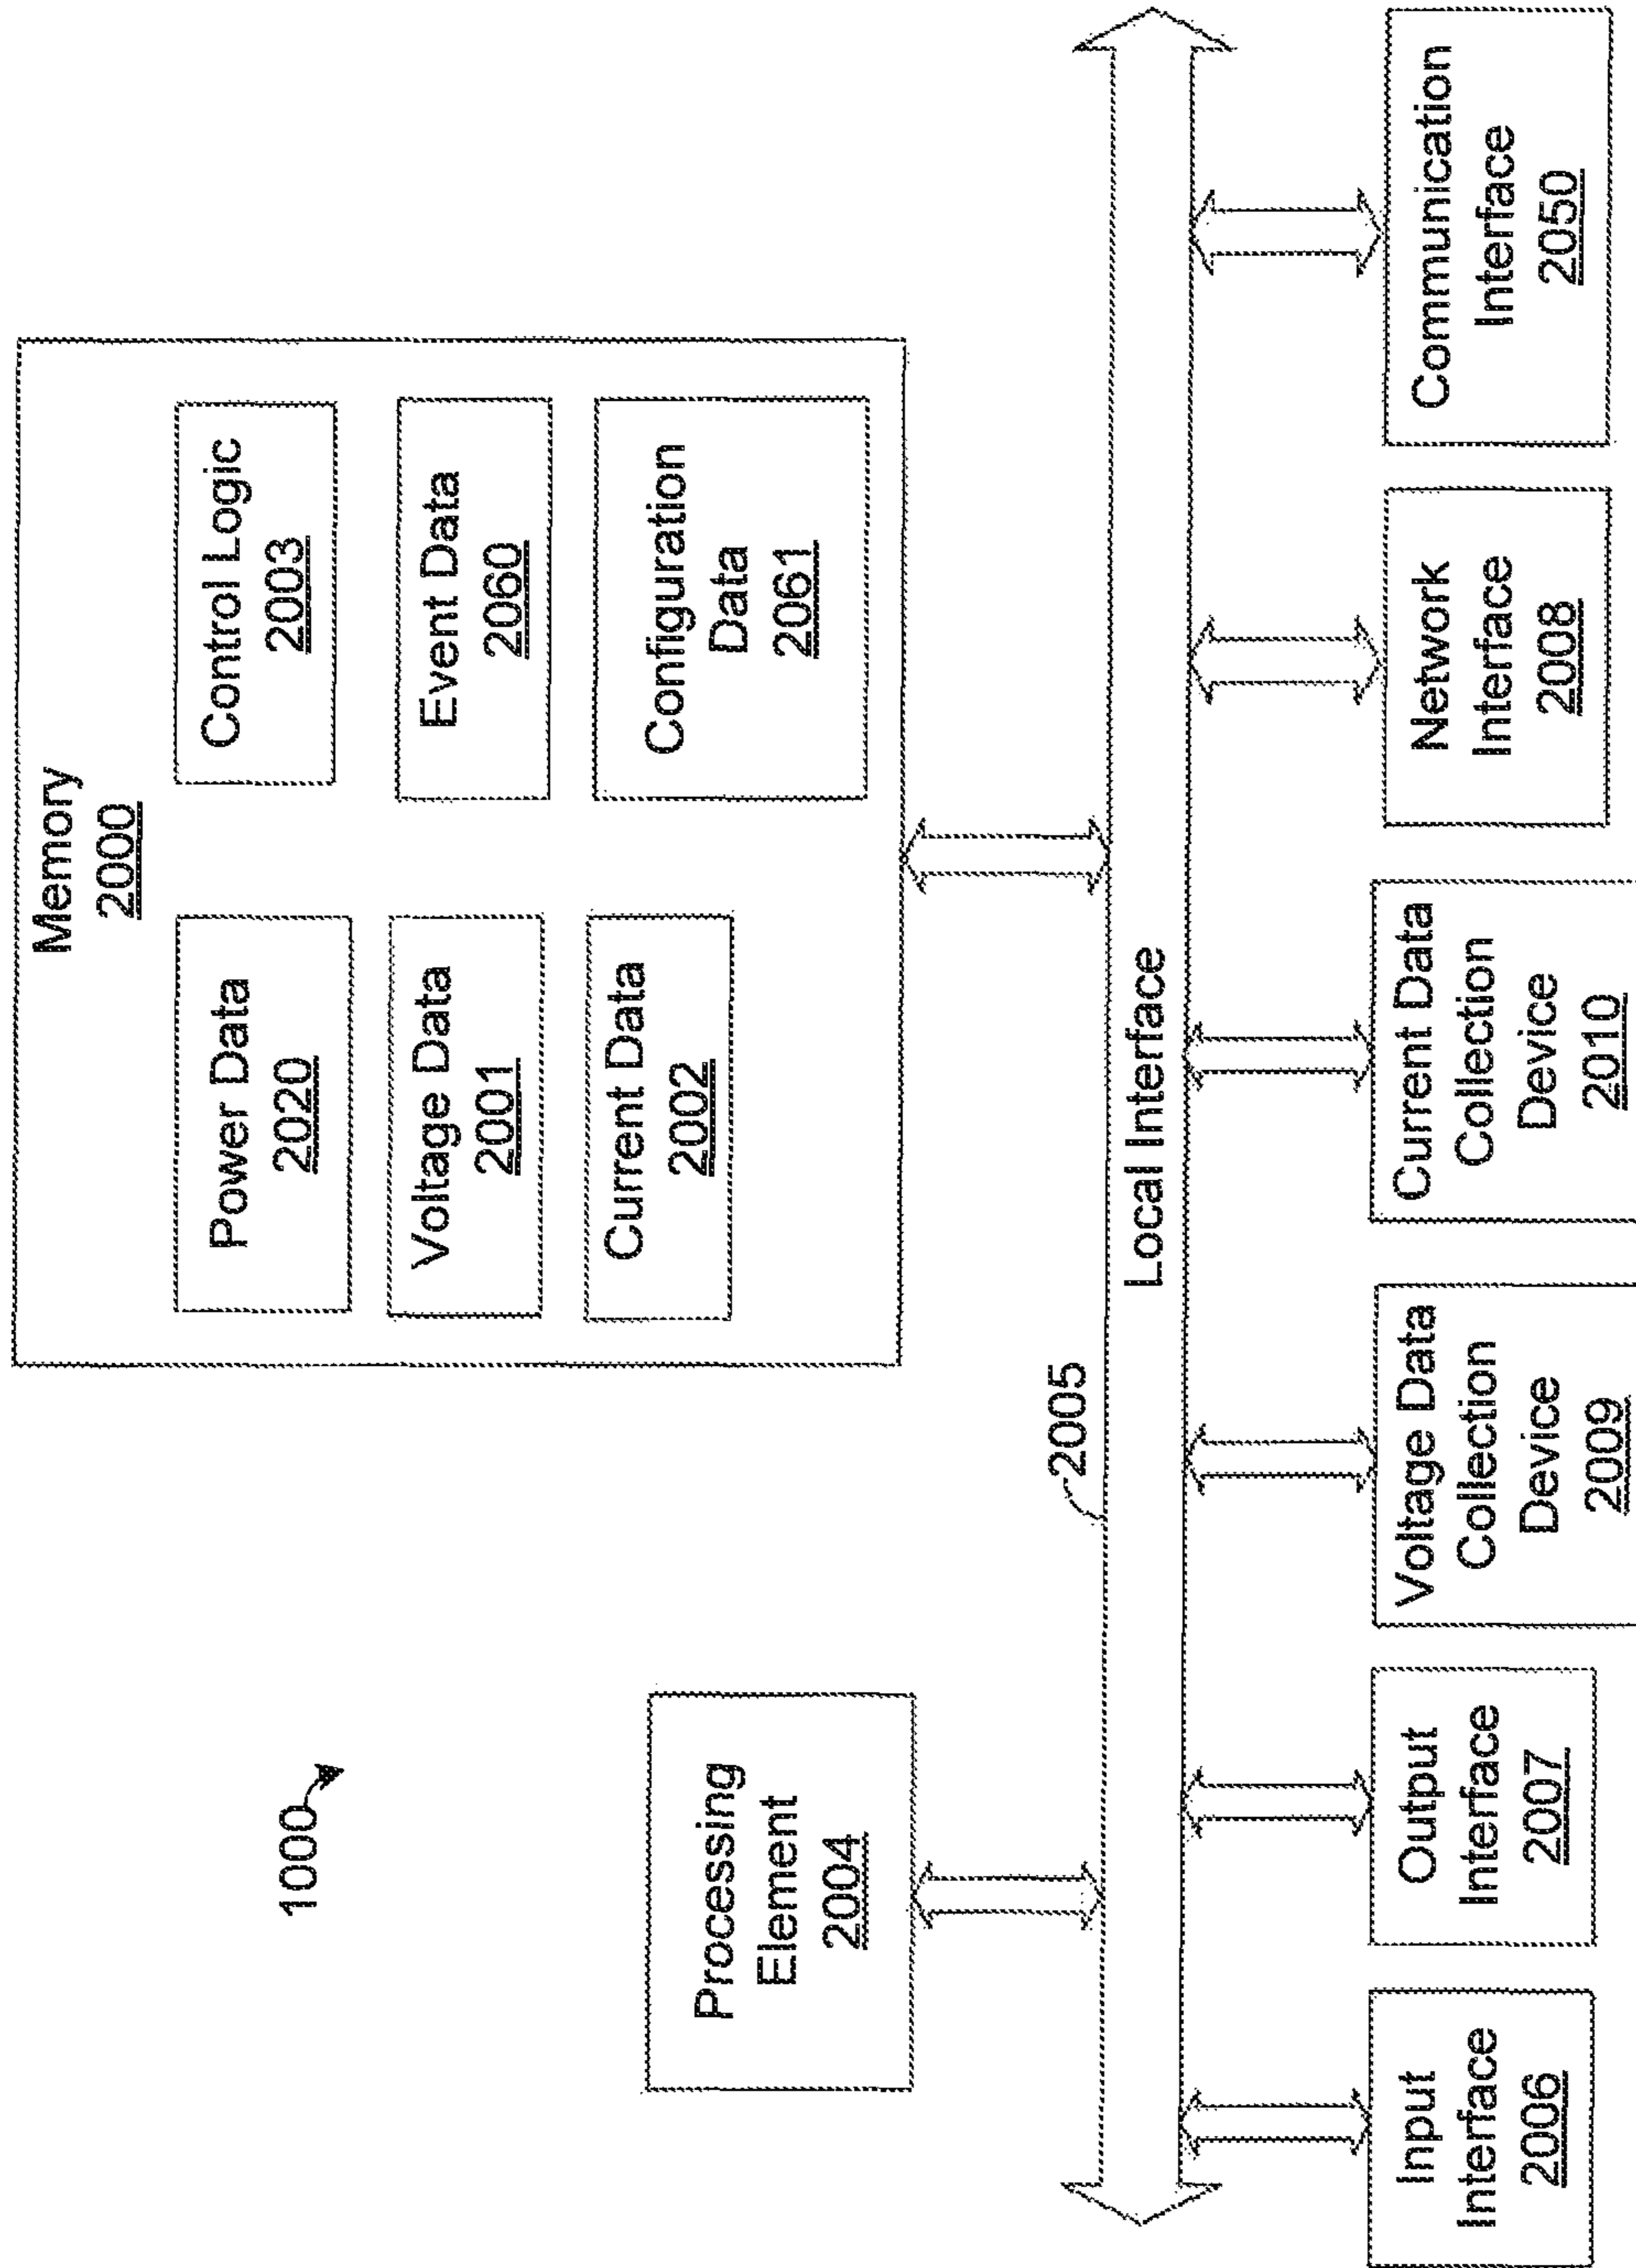 1000
Memory
2000
Power Data
2020
Control Logic
2003
Voltage Data
2001
Event Data
2060
Current Data
2002
Configuration
Data
2061
Processing
Element
2004
2005
Local Interface
Input
Interface
2006
Output
Interface
2007
Voltage Data
Collection
Device
2009
Current Data
Collection
Device
2010
Network
Interface
2008
Communication
Interface
2050